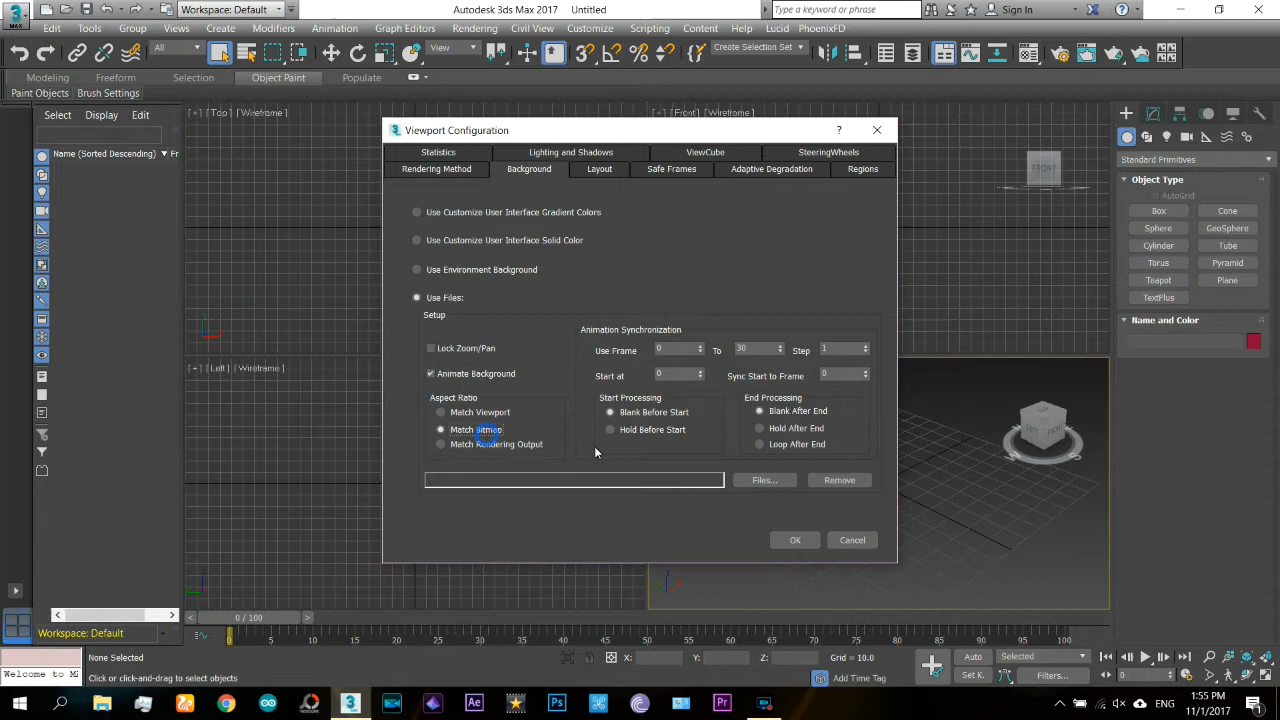 MAX
Workspace: Default
Autodesk 3ds Max 2017    Untitled
Type a keyword or phrase
Sign In
Edit Tools Group Views Create Modifiers Animation Graph Editors Rendering Civil View Customize Scripting Content Help Lucid PhoenixFD
All
View
Create Selection Set
Modeling Freeform Selection Object Paint Populate
Paint Objects Brush Settings
Select Display Edit
[+] [Top] [Wireframe]
[+] [Front] [Wireframe]
Name (Sorted Descending) Fr
Viewport Configuration
? ×
Statistics Lighting and Shadows ViewCube SteeringWheels
Rendering Method Background Layout Safe Frames Adaptive Degradation Regions
Use Customize User Interface Gradient Colors
Use Customize User Interface Solid Color
Use Environment Background
Use Files:
Setup
Lock Zoom/Pan
Animate Background
Aspect Ratio
Match Viewport
Match Bitmap
Match Rendering Output
Animation Synchronization
Use Frame 0 To 30 Step 1
Start at 0 Sync Start to Frame 0
Start Processing
Blank Before Start
Hold Before Start
End Processing
Blank After End
Hold After End
Loop After End
Files... Remove
OK Cancel
FRONT
Standard Primitives
Object Type
AutoGrid
Box Cone
Sphere GeoSphere
Cylinder Tube
Torus Pyramid
Teapot Plane
TextPlus
Name and Color
[+] [Left] [Wireframe]
LEFT FRONT
W S
0 / 100
Workspace: Default
0 5 10 15 20 25 30 35 40 45 50 55 60 65 70 75 80 85 90 95 100
None Selected
X: Y: Z: Grid = 10.0
Auto Selected
Welcome to M
Click or click-and-drag to select objects
Add Time Tag
Set K. Filters...
0
Ae Ps Pr
ENG
1:55 PM
11/1/2017